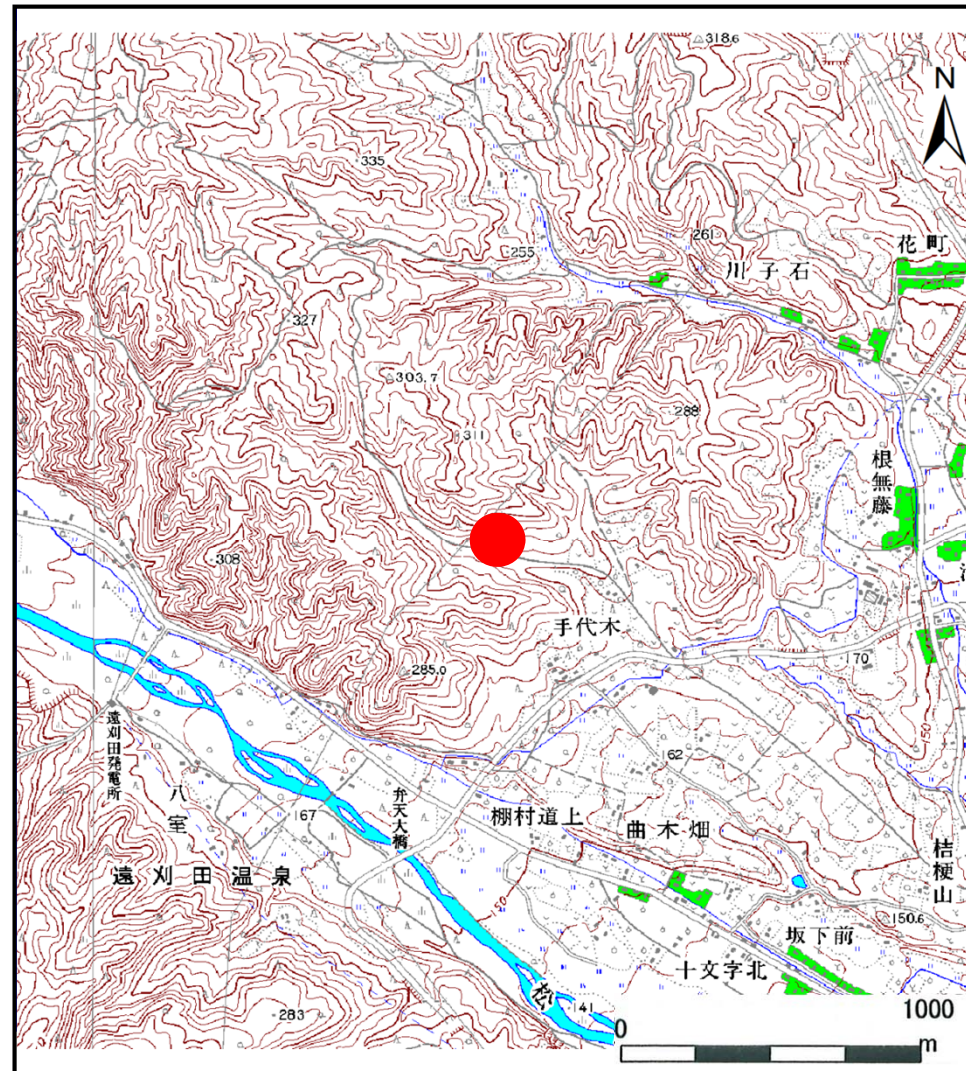 318.6
N
335
花町
261
川子石
255
327
303.7
288
311
根無藤
308
手代木
170
285.0
遠刈田発電所
62
八室
167
弁天大橋
棚村道上
曲木畑
桔梗山
遠刈田温泉
150.6
坂下前
十文字北
松
141
283
0
1000
m